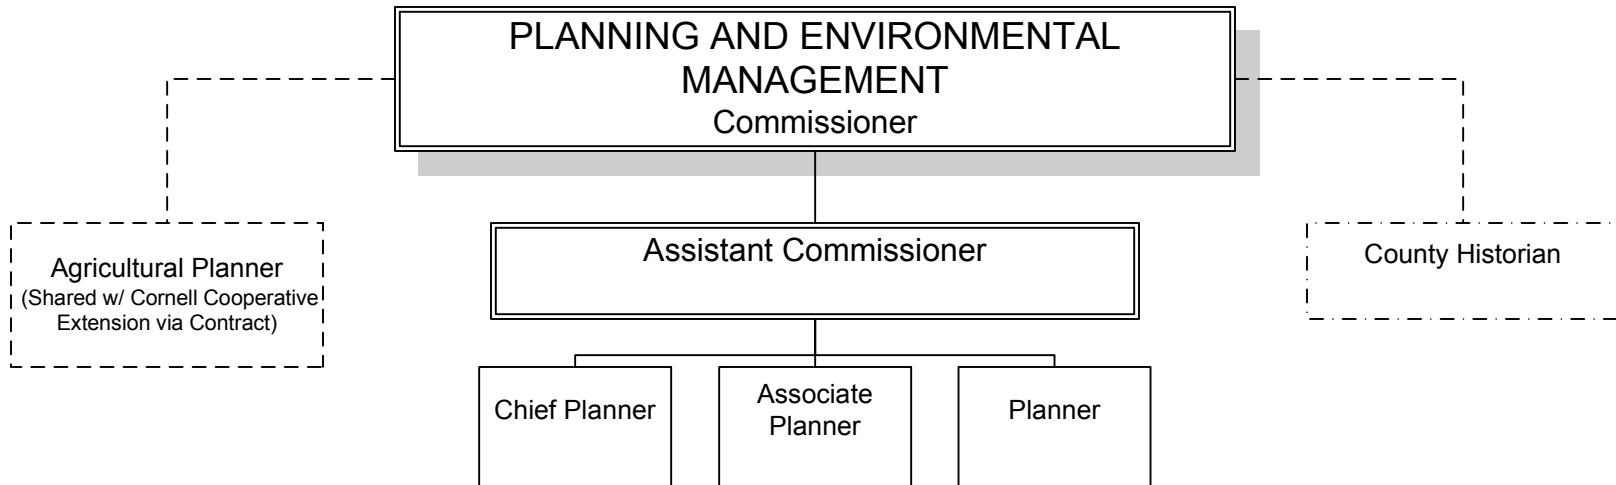 PLANNING AND ENVIRONMENTAL
MANAGEMENT
Commissioner
Agricultural Planner
(Shared w/ Cornell Cooperative
Extension via Contract)
Assistant Commissioner
County Historian
Chief Planner
Associate
Planner
Planner